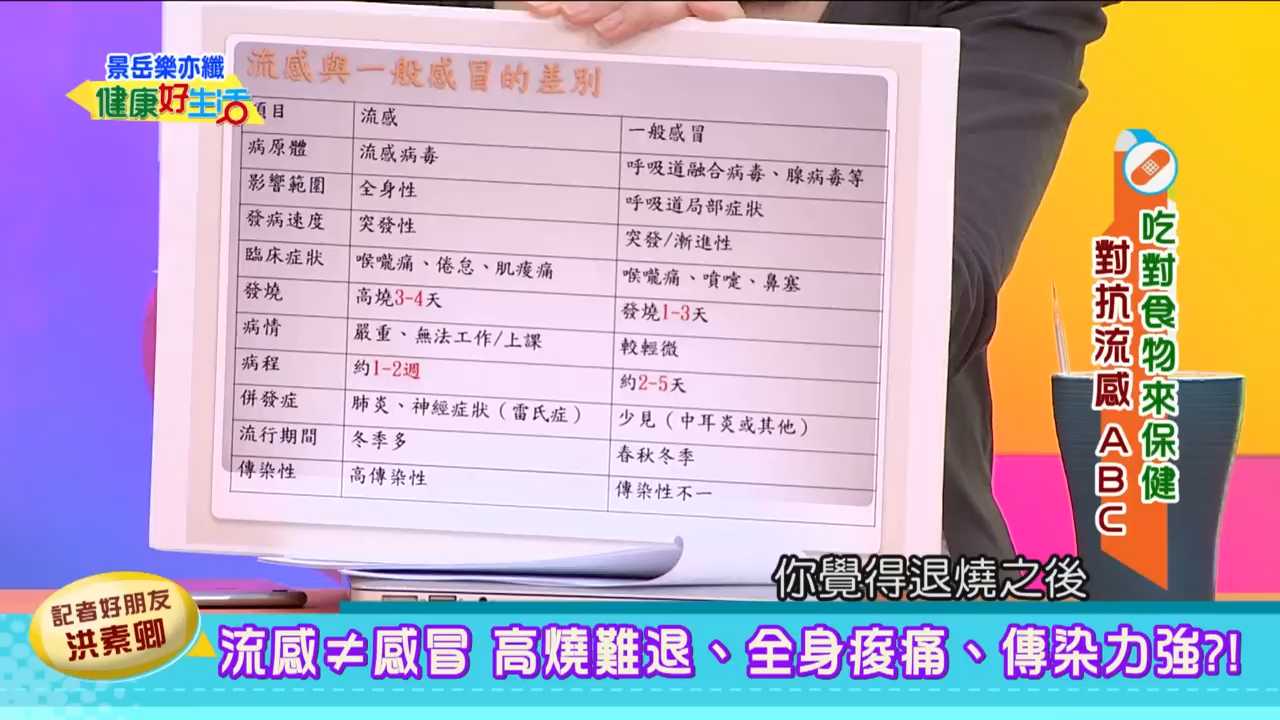 景岳樂亦纖
健康好生活
流感與一般感冒的差別
項目 流感 一般感冒
病原體 流感病毒 呼吸道融合病毒、腺病毒等
影響範圍 全身性 呼吸道局部症狀
發病速度 突發性 突發/漸進性
臨床症狀 喉嚨痛、倦怠、肌痠痛 喉嚨痛、噴嚏、鼻塞
發燒 高燒3-4天 發燒1-3天
病情 嚴重、無法工作/上課 較輕微
病程 約1-2週 約2-5天
併發症 肺炎、神經症狀（雷氏症） 少見（中耳炎或其他）
流行期間 冬季多 春秋冬季
傳染性 高傳染性 傳染性不一
吃對食物來保健
對抗流感 ABC
你覺得退燒之後
記者好朋友
洪素卿
流感≠感冒 高燒難退、全身痠痛、傳染力強?!